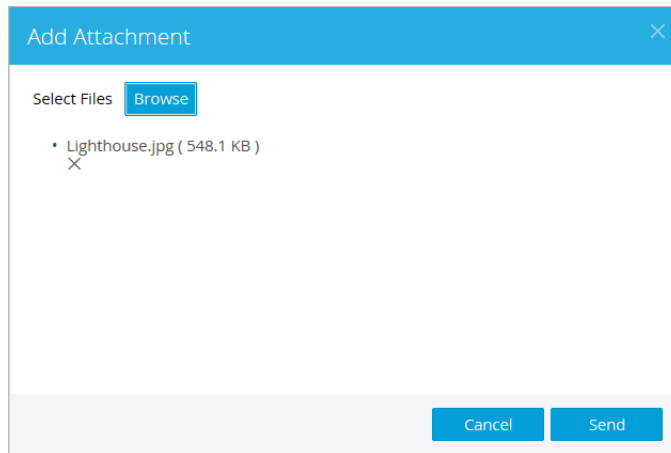 Add Attachment
Select Files Browse
• Lighthouse.jpg ( 548.1 KB )
Cancel Send